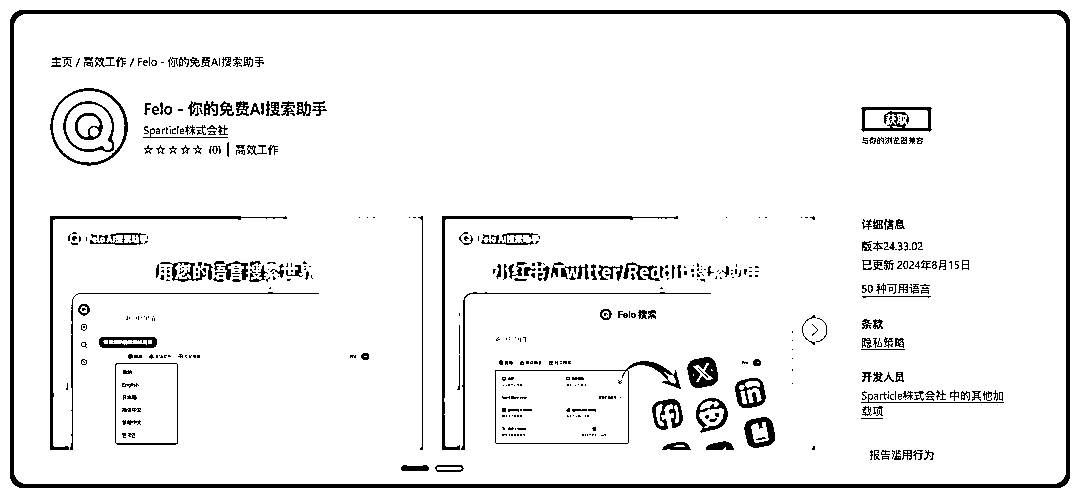 主页 / 高效工作 / Felo - 你的免费AI搜索助手
Felo - 你的免费AI搜索助手
Sparticle株式会社
☆☆☆☆☆ (0) | 高效工作
获取
与你的浏览器兼容
Felo AI搜索助手
用您的语言搜索世界
English
日本語
Felo AI搜索助手
小红书/Twitter/Reddit搜索助手
Felo 搜索
详细信息
版本24.33.02
已更新 2024年8月15日
50 种可用语言
条款
隐私策略
开发人员
Sparticle株式会社 中的其他加
载项
报告滥用行为